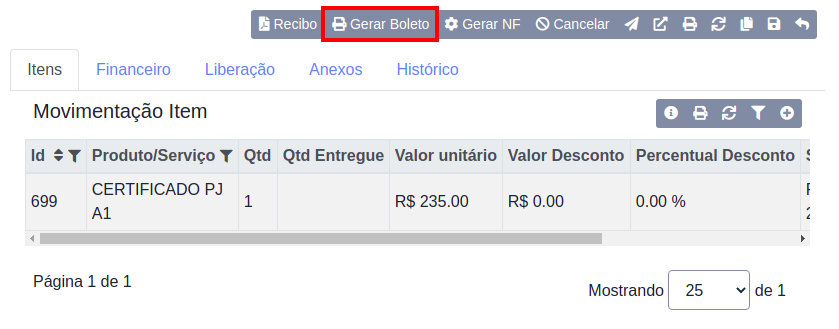 Recibo Gerar Boleto Gerar NF Cancelar
Itens Financeiro Liberação Anexos Histórico
Movimentação Item
Id Produto/Serviço Qtd Qtd Entregue Valor unitário Valor Desconto Percentual Desconto
699 CERTIFICADO PJ A1 1 R$ 235.00 R$ 0.00 0.00 %
Página 1 de 1
Mostrando 25 de 1